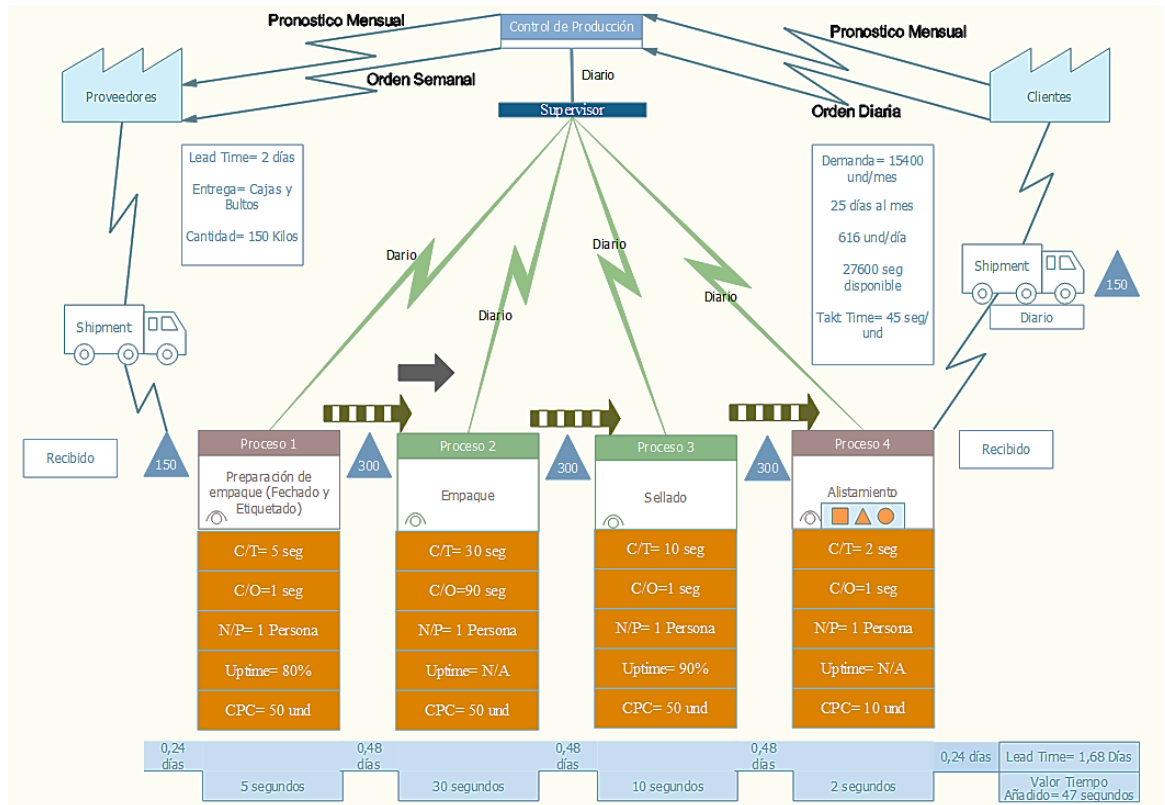 Pronostico Mensual
Control de Producción
Pronostico Mensual
Proveedores
Orden Semanal
Diario
Supervisor
Orden Diaria
Clientes
Lead Time= 2 días
Entrega= Cajas y
Bultos
Cantidad= 150 Kilos
Demanda= 15400
und/mes
25 días al mes
616 und/día
27600 seg
disponible
Takt Time= 45 seg/
und
Dario
Diario
Diario
Diario
Shipment
Shipment
150
Diario
Recibido
150
Proceso 1
Preparación de
empaque (Fechado y
Etiquetado)
C/T= 5 seg
C/O=1 seg
N/P= 1 Persona
Uptime= 80%
CPC= 50 und
300
Proceso 2
Empaque
C/T= 30 seg
C/O=90 seg
N/P= 1 Persona
Uptime= N/A
CPC= 50 und
300
Proceso 3
Sellado
C/T= 10 seg
C/O=1 seg
N/P= 1 Persona
Uptime= 90%
CPC= 50 und
300
Proceso 4
Alistamiento
C/T= 2 seg
C/O=1 seg
N/P= 1 Persona
Uptime= N/A
CPC= 10 und
Recibido
0,24
días
5 segundos
0,48
días
30 segundos
0,48
días
10 segundos
0,48
días
2 segundos
0,24 días
Lead Time= 1,68 Días
Valor Tiempo
Añadido= 47 segundos